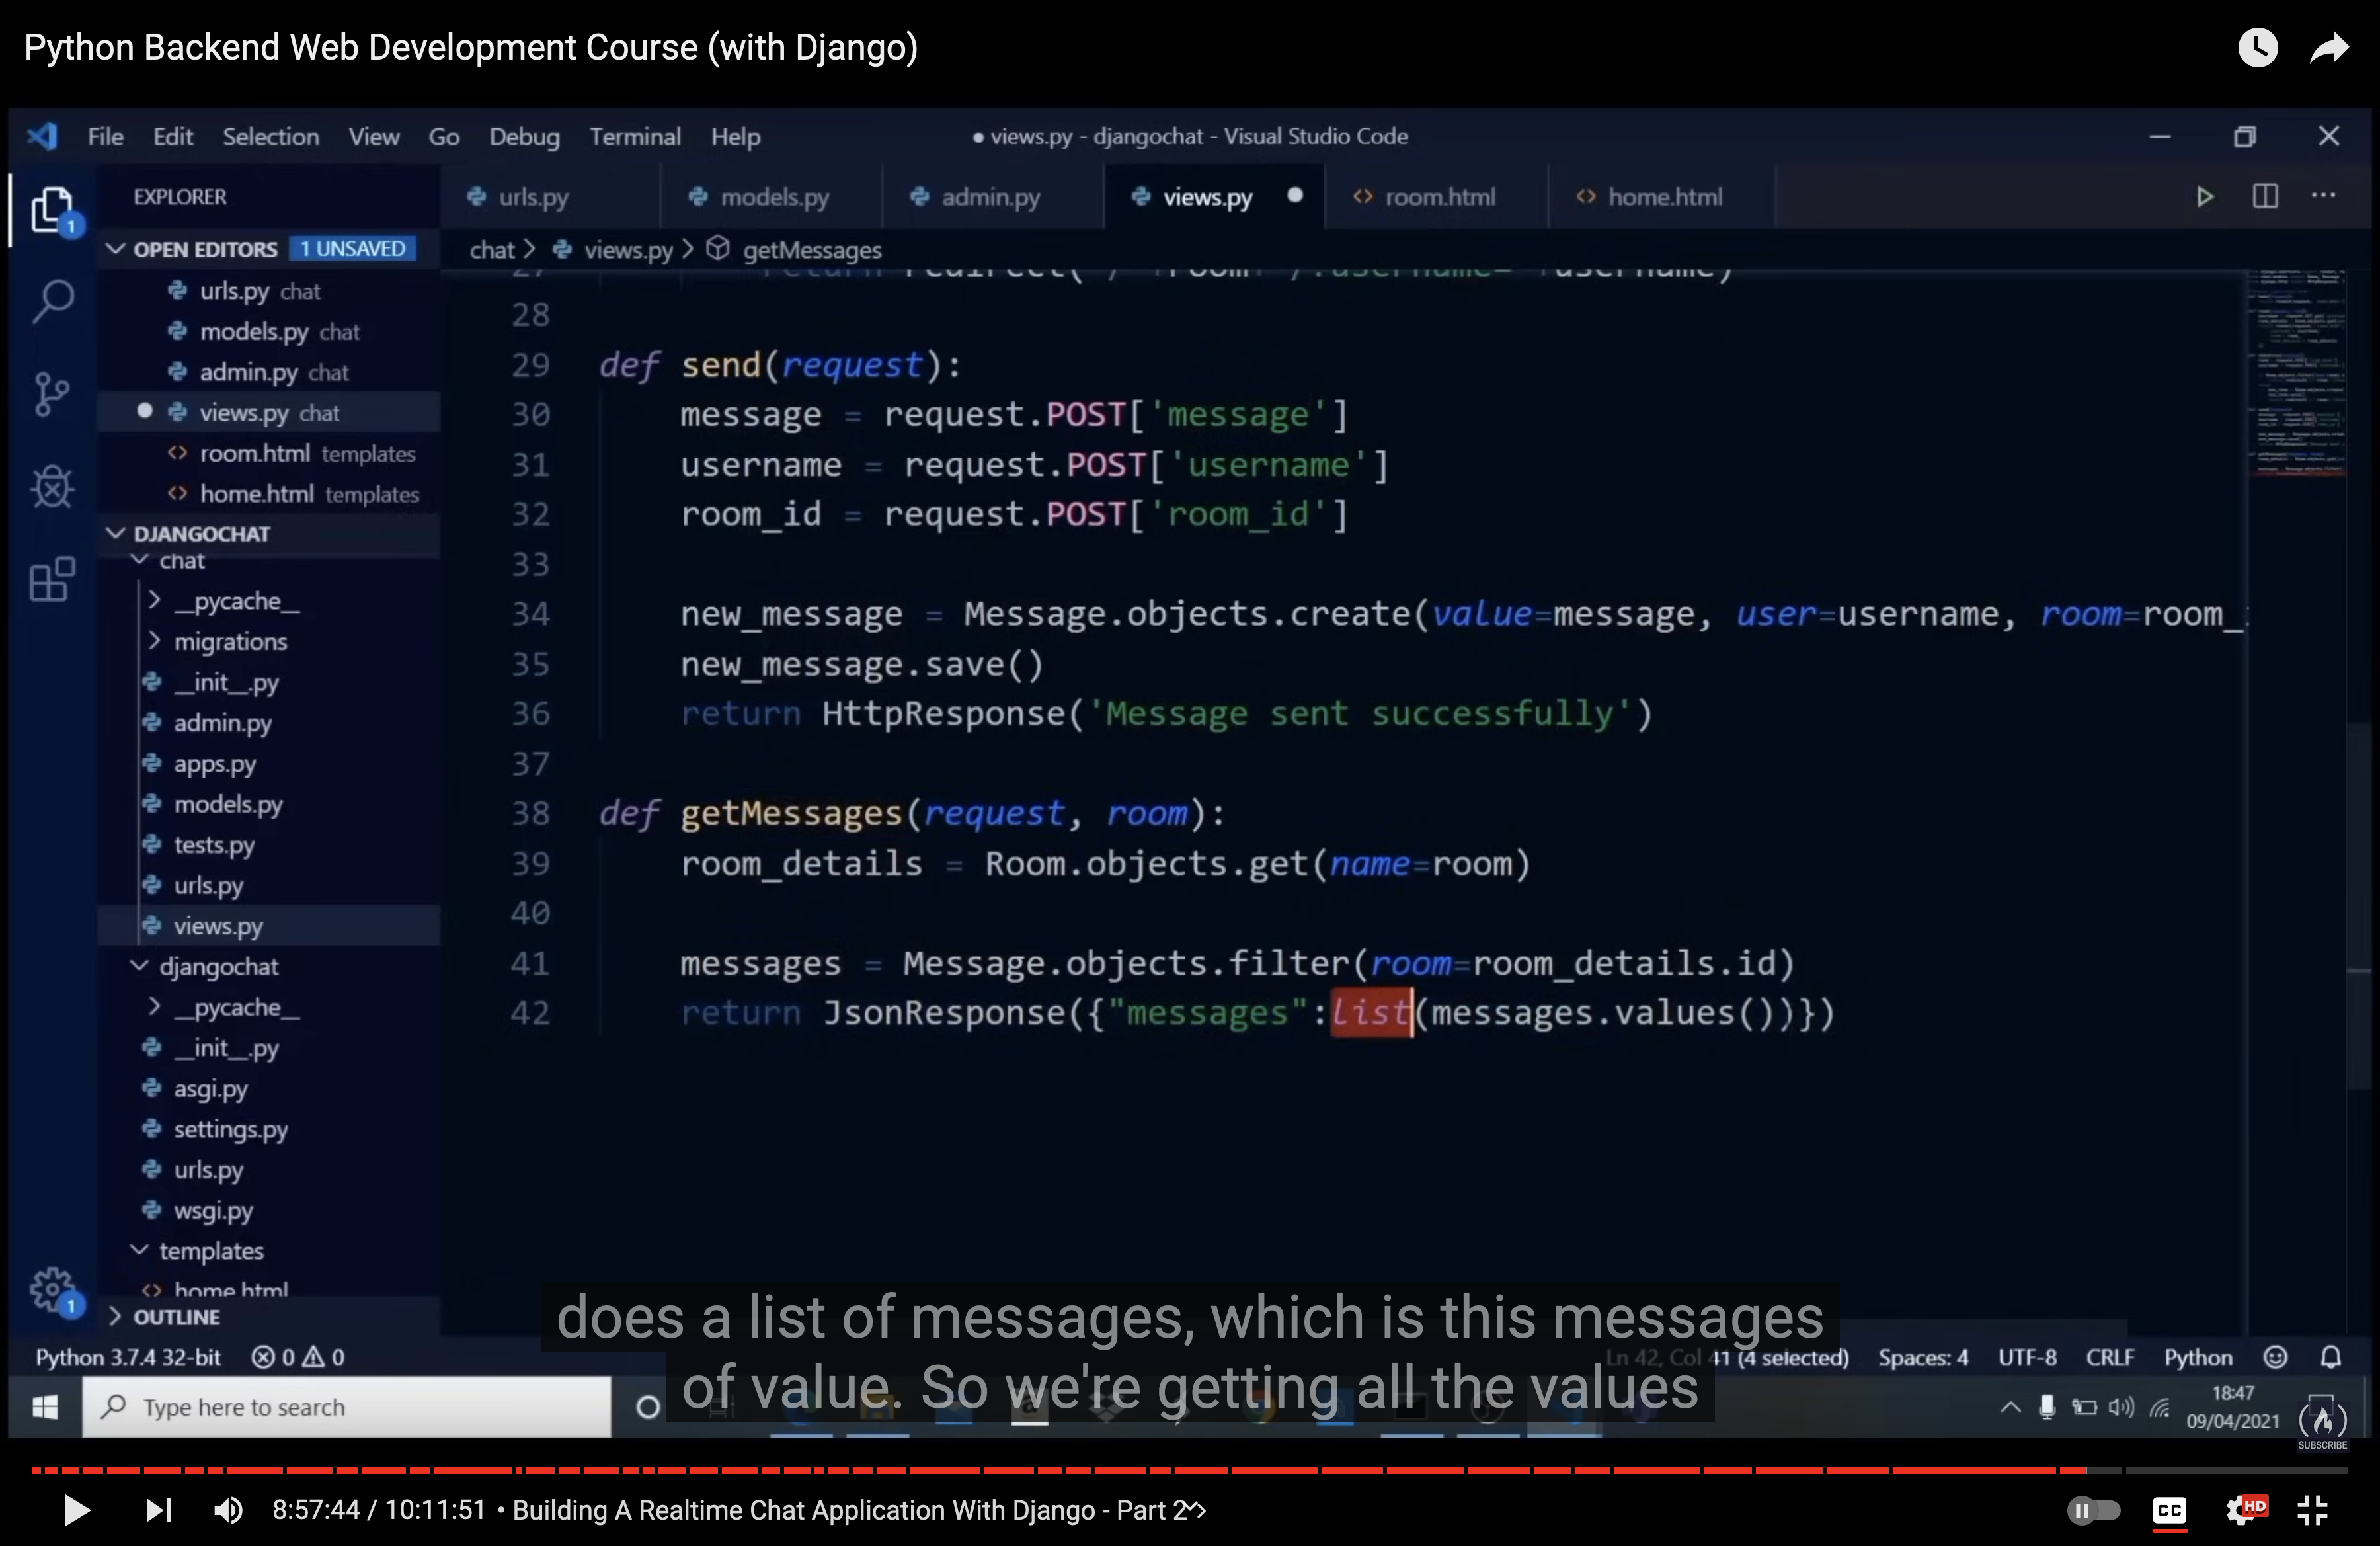 Python Backend Web Development Course (with Django)
File Edit Selection View Go Debug Terminal Help
● views.py - djangochat - Visual Studio Code
EXPLORER
urls.py
models.py
admin.py
views.py
room.html
home.html
OPEN EDITORS 1 UNSAVED
chat > views.py > getMessages
urls.py chat
models.py chat
admin.py chat
views.py chat
room.html templates
home.html templates
DJANGOCHAT
chat
__pycache__
migrations
__init__.py
admin.py
apps.py
models.py
tests.py
urls.py
views.py
djangochat
__pycache__
__init__.py
asgi.py
settings.py
urls.py
wsgi.py
templates
home.html
OUTLINE
28
29 def send(request):
30 message = request.POST['message']
31 username = request.POST['username']
32 room_id = request.POST['room_id']
33
34 new_message = Message.objects.create(value=message, user=username, room=room_
35 new_message.save()
36 return HttpResponse('Message sent successfully')
37
38 def getMessages(request, room):
39 room_details = Room.objects.get(name=room)
40
41 messages = Message.objects.filter(room=room_details.id)
42 return JsonResponse({"messages":list(messages.values())})
does a list of messages, which is this messages
of value. So we're getting all the values
Python 3.7.4 32-bit 0 0
Ln 42, Col 41 (4 selected) Spaces: 4 UTF-8 CRLF Python
Type here to search
18:47
09/04/2021
SUBSCRIBE
8:57:44 / 10:11:51 • Building A Realtime Chat Application With Django - Part 2
CC
HD